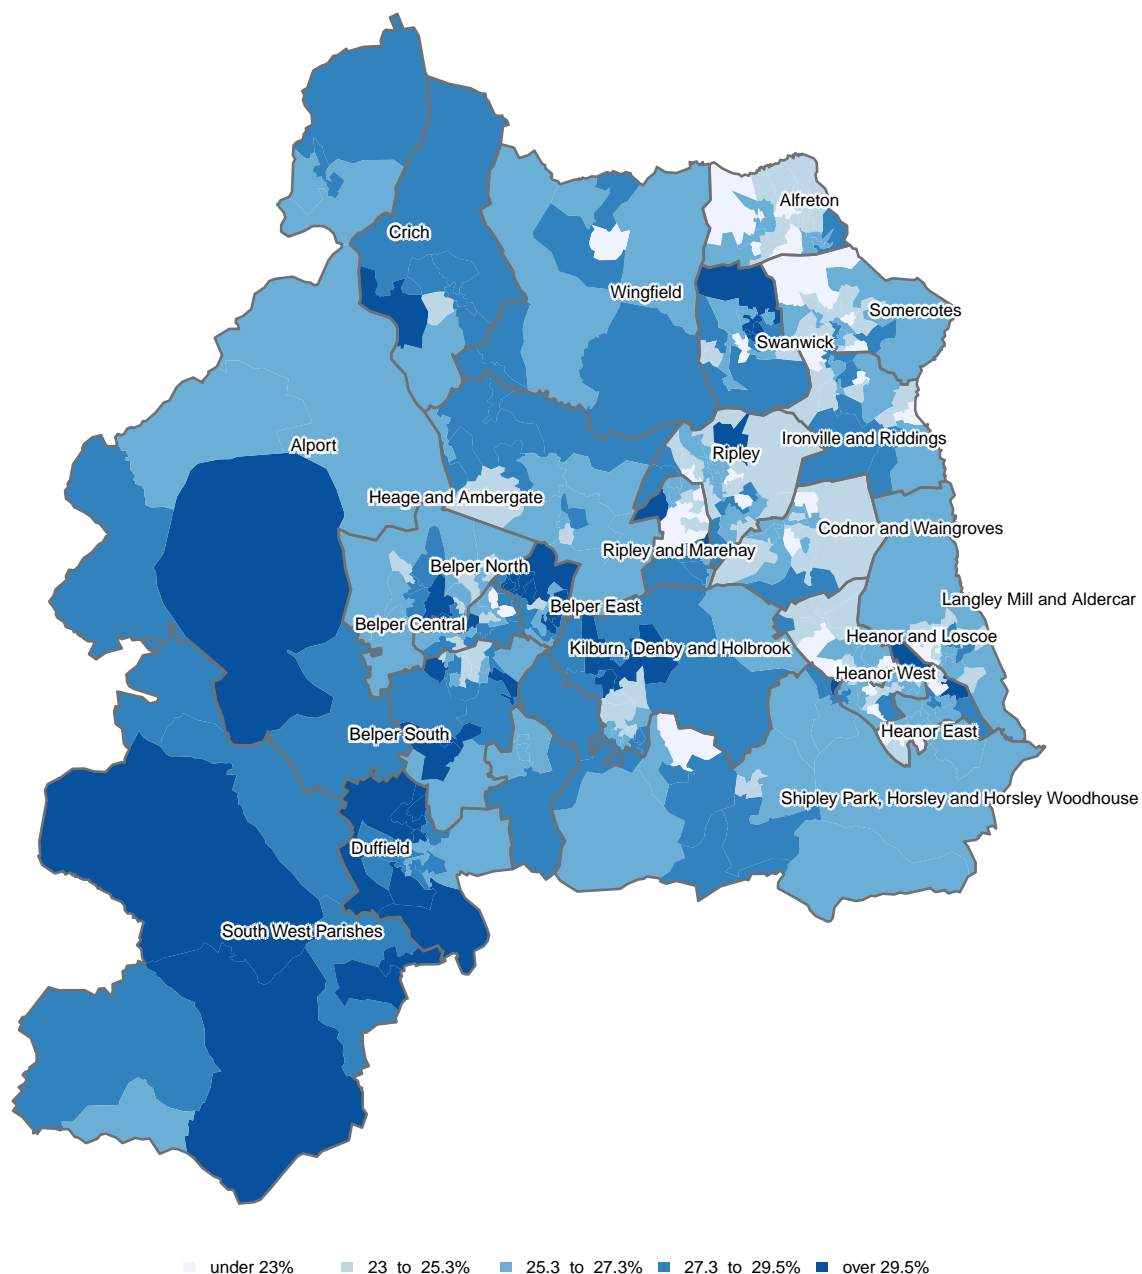 Alfreton
Crich
Wingfield
Somercotes
Swanwick
Ironville and Riddings
Alport
Ripley
Heage and Ambergate
Codnor and Waingroves
Ripley and Marehay
Belper North
Langley Mill and Aldercar
Belper East
Belper Central
Heanor and Loscoe
Kilburn, Denby and Holbrook
Heanor West
Heanor East
Belper South
Shipley Park, Horsley and Horsley Woodhouse
Duffield
South West Parishes
under 23% 23 to 25.3% 25.3 to 27.3% 27.3 to 29.5% over 29.5%